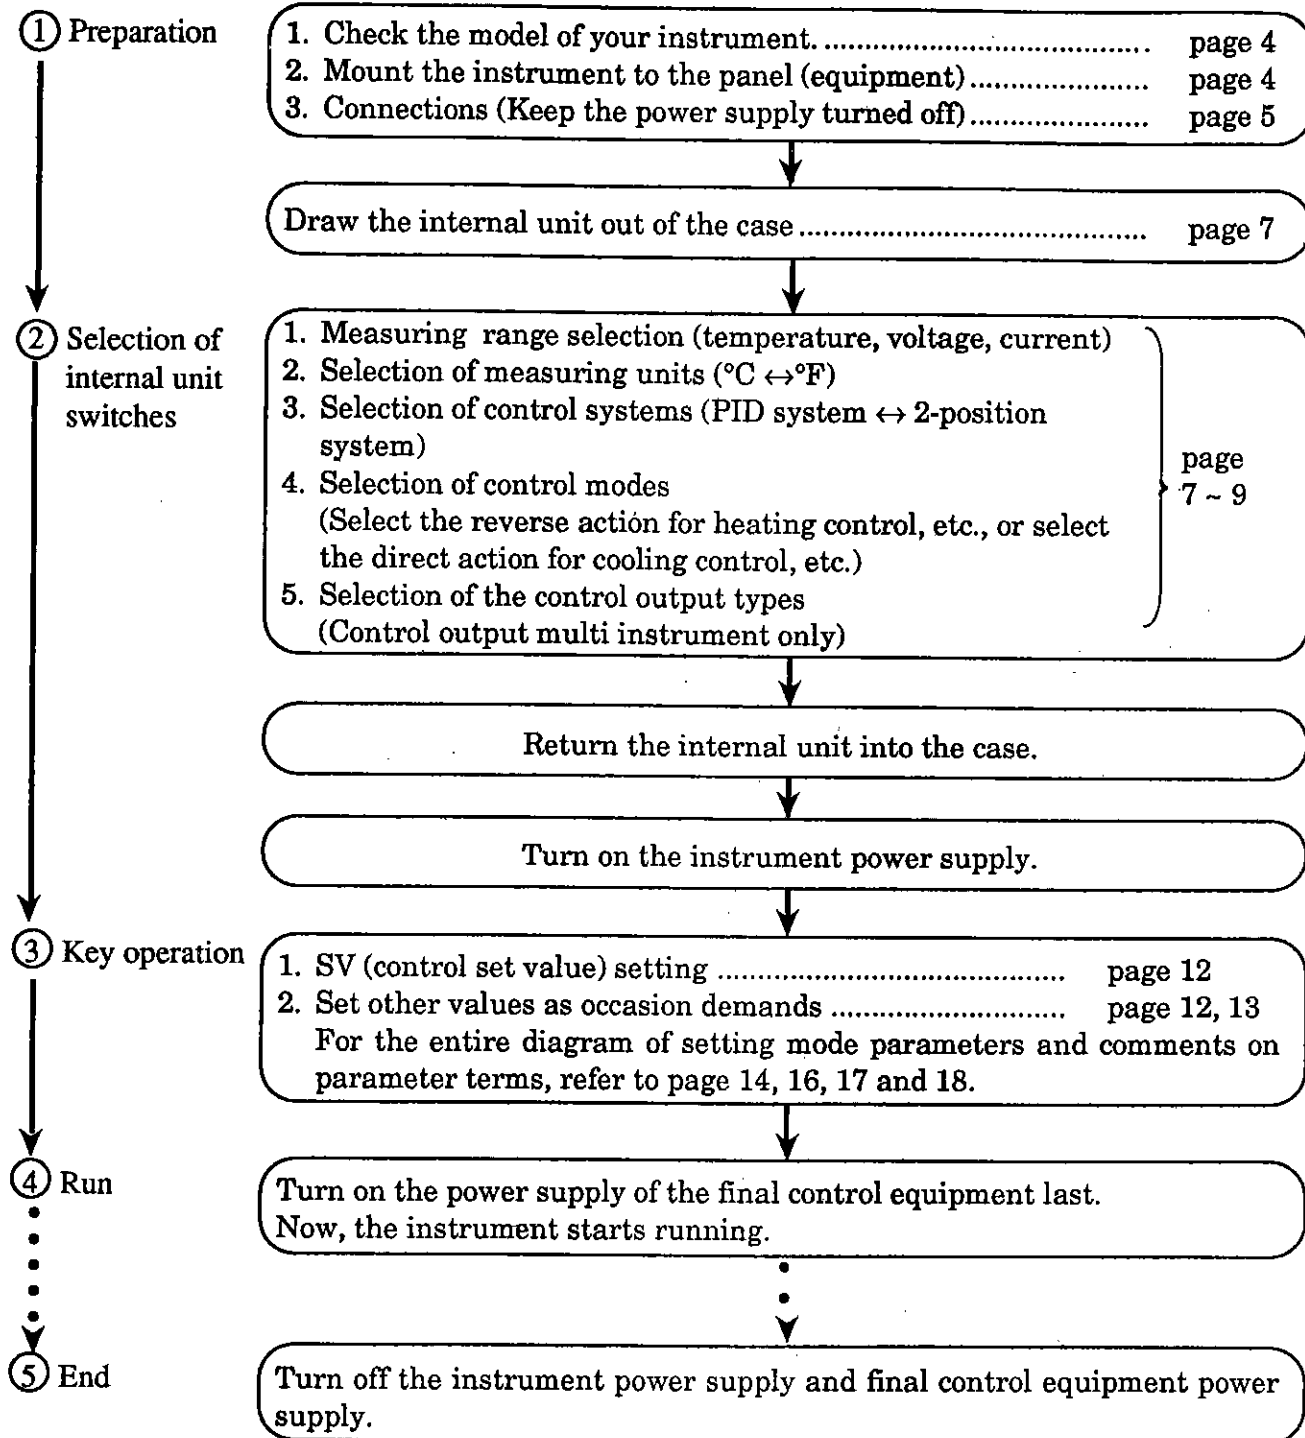 ① Preparation
1. Check the model of your instrument. ........................................ page 4
2. Mount the instrument to the panel (equipment) ...................... page 4
3. Connections (Keep the power supply turned off) ...................... page 5
Draw the internal unit out of the case ........................................... page 7
② Selection of
internal unit
switches
1. Measuring range selection (temperature, voltage, current)
2. Selection of measuring units (°C ↔°F)
3. Selection of control systems (PID system ↔ 2-position
system)
4. Selection of control modes
(Select the reverse action for heating control, etc., or select
the direct action for cooling control, etc.)
5. Selection of the control output types
(Control output multi instrument only)
page
7 ~ 9
Return the internal unit into the case.
Turn on the instrument power supply.
③ Key operation
1. SV (control set value) setting ........................................... page 12
2. Set other values as occasion demands ............................. page 12, 13
For the entire diagram of setting mode parameters and comments on
parameter terms, refer to page 14, 16, 17 and 18.
④ Run
Turn on the power supply of the final control equipment last.
Now, the instrument starts running.
⑤ End
Turn off the instrument power supply and final control equipment power
supply.